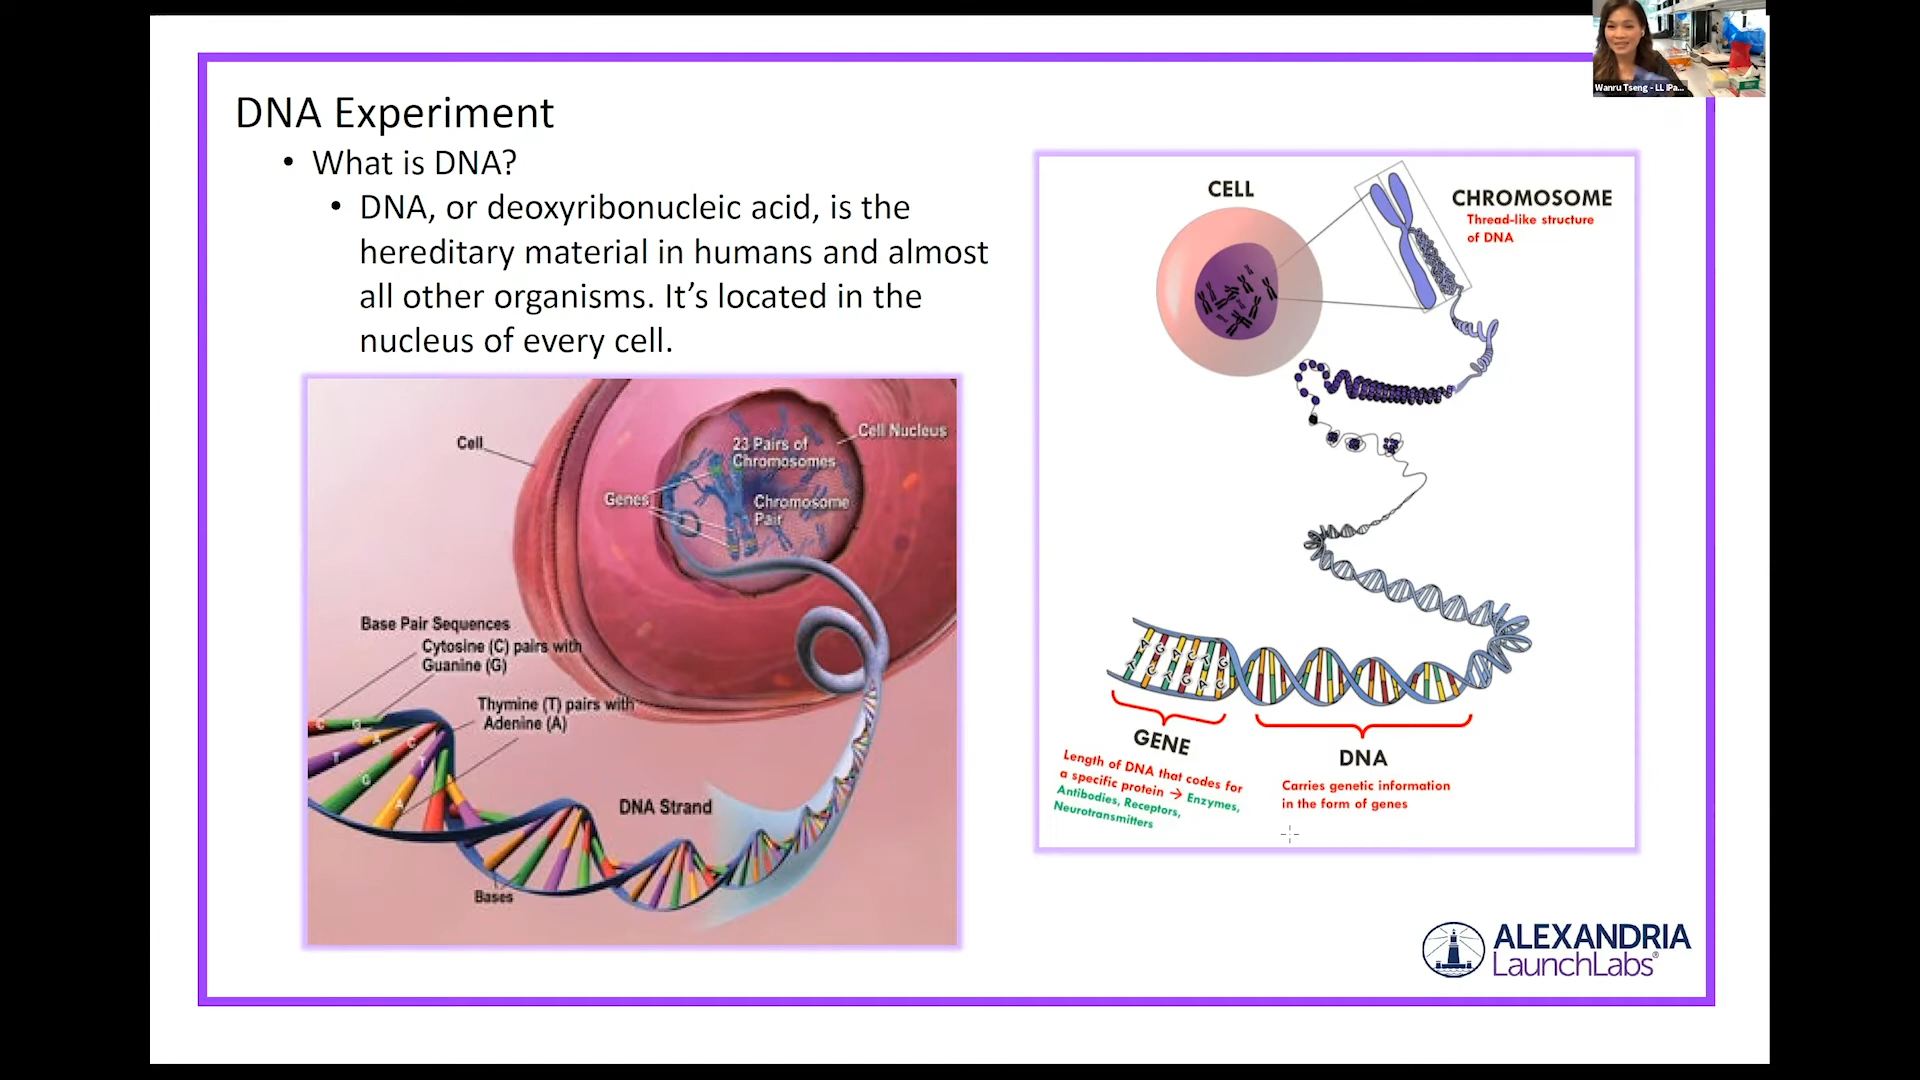 Wanru Tseng - LL iPa...
DNA Experiment
• What is DNA?
• DNA, or deoxyribonucleic acid, is the
hereditary material in humans and almost
all other organisms. It’s located in the
nucleus of every cell.
Cell
23 Pairs of
Chromosomes
Cell Nucleus
Genes
Chromosome
Pair
Base Pair Sequences
Cytosine (C) pairs with
Guanine (G)
Thymine (T) pairs with
Adenine (A)
C G
T A C
G T
A
DNA Strand
Bases
CELL
CHROMOSOME
Thread-like structure
of DNA
GENE
Length of DNA that codes for
a specific protein → Enzymes,
Antibodies, Receptors,
Neurotransmitters
DNA
Carries genetic information
in the form of genes
ALEXANDRIA
LaunchLabs®